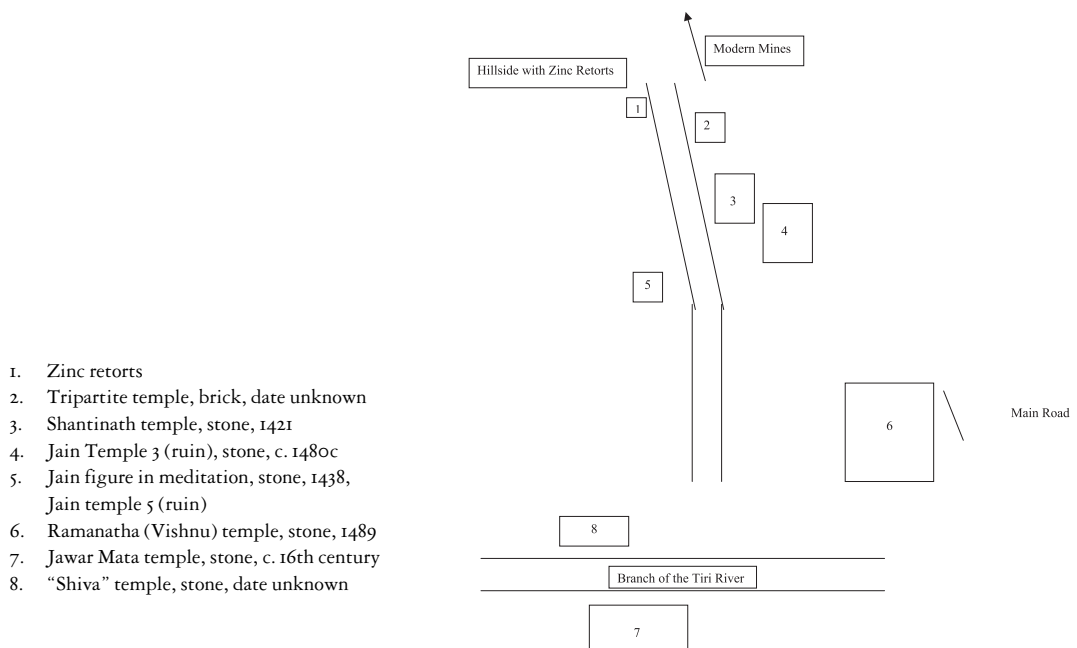 Modern Mines
Hillside with Zinc Retorts
1
2
3
4
5
6
Main Road
8
Branch of the Tiri River
7
1. Zinc retorts
2. Tripartite temple, brick, date unknown
3. Shantinath temple, stone, 1421
4. Jain Temple 3 (ruin), stone, c. 1480c
5. Jain figure in meditation, stone, 1438,
Jain temple 5 (ruin)
6. Ramanatha (Vishnu) temple, stone, 1489
7. Jawar Mata temple, stone, c. 16th century
8. “Shiva” temple, stone, date unknown